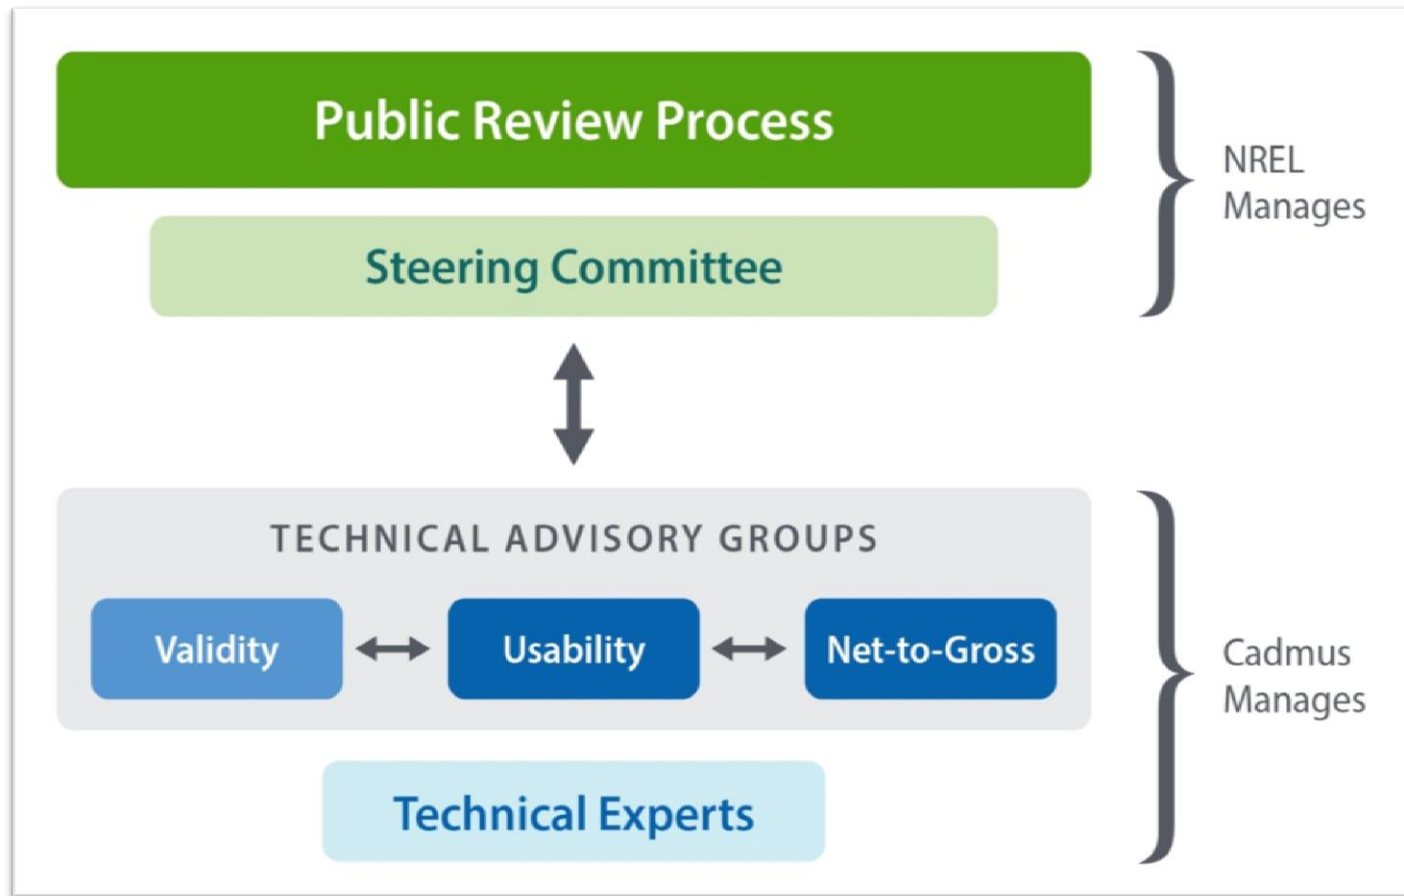 Public Review Process
NREL
Manages
Steering Committee
TECHNICAL ADVISORY GROUPS
Validity
Usability
Net-to-Gross
Cadmus
Manages
Technical Experts